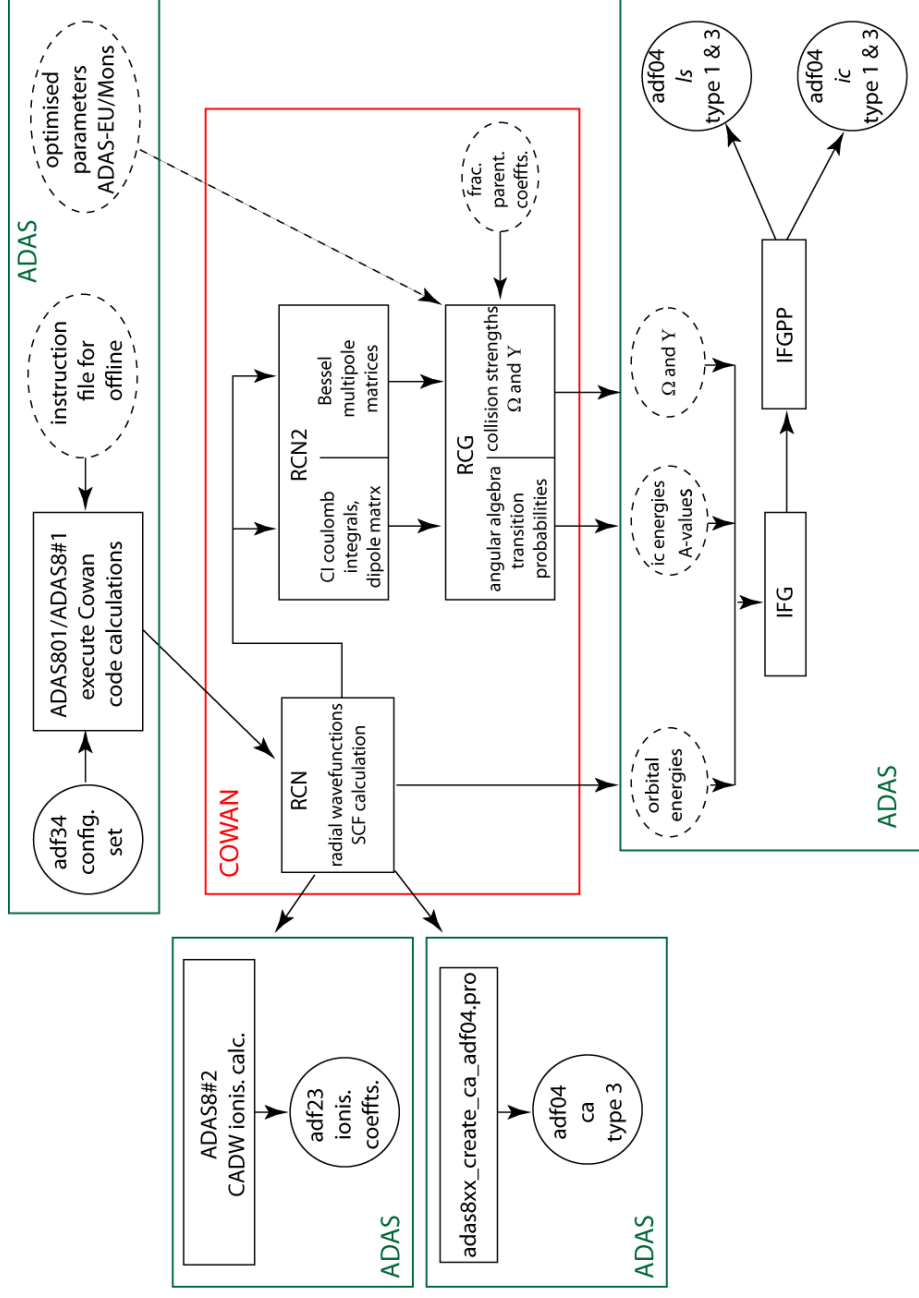 ADAS
adf34
config.
set
ADAS801/ADAS8#1
execute Cowan
code calculations
instruction
file for
offline
optimised
parameters
ADAS-EU/Mons
COWAN
RCN
radial wavefunctions
SCF calculation
RCN2
CI coulomb
integrals,
dipole matrx
Bessel
multipole
matrices
RCG
angular algebra
transition
probabilities
collision strengths
Ω and Υ
frac.
parent.
coeffts.
ADAS8#2
CADW ionis. calc.
adf23
ionis.
coeffts.
ADAS
adas8xx_create_ca_adf04.pro
adf04
ca
type 3
ADAS
orbital
energies
ic energies
A-values
Ω and Υ
IFG
IFGPP
adf04
ls
type 1 & 3
adf04
ic
type 1 & 3
ADAS